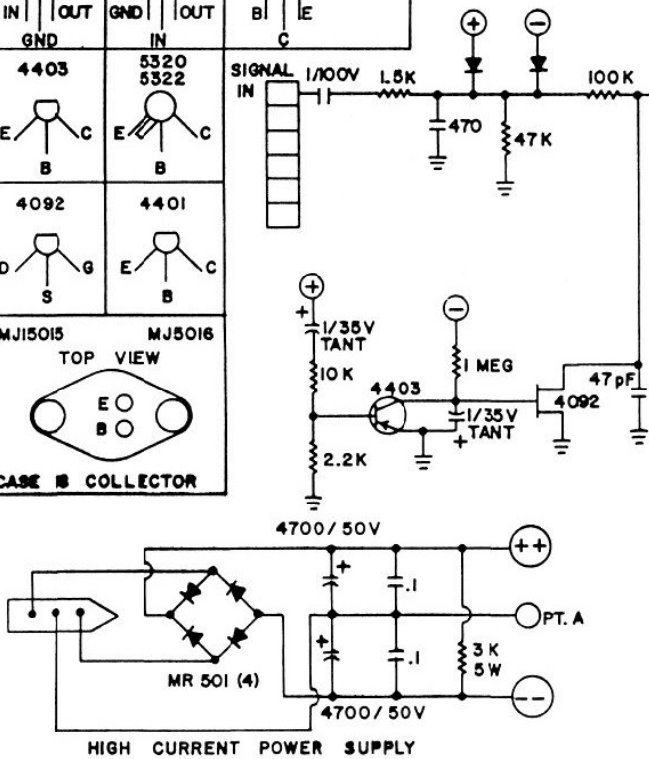 IN OUT GND OUT B E
GND IN C
4403
E C
B
5320
5322
E C
B
4092
D G
S
4401
E C
B
MJ15015 MJ5016
TOP VIEW
E
B
CASE IS COLLECTOR
SIGNAL
IN
1/100V
1.5K
+
-
100K
470
47K
+
+
1/35V
TANT
10K
2.2K
4403
-
1 MEG
1/35V
+ TANT
4092
47pF
4700/50V
++
+
.1
PT. A
+
.1
3K
5W
MR 501 (4)
4700/50V
--
HIGH CURRENT POWER SUPPLY